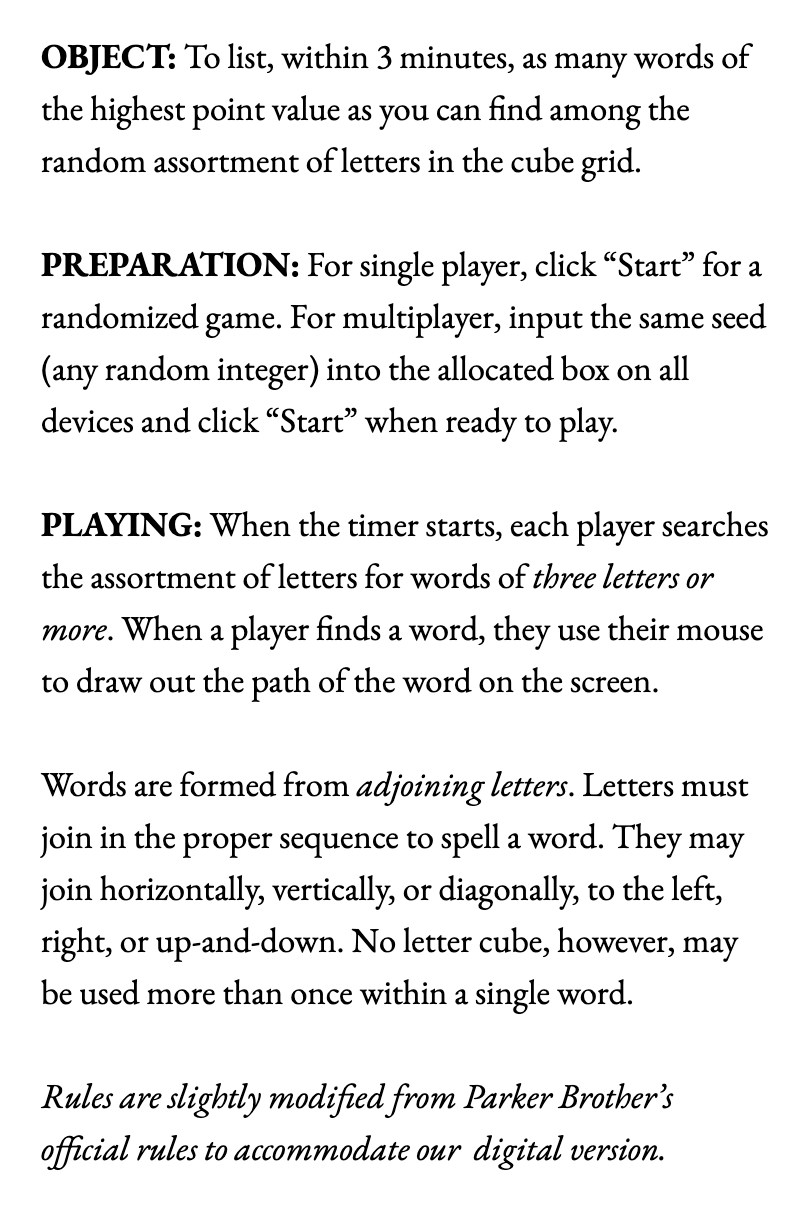 OBJECT: To list, within 3 minutes, as many words of
the highest point value as you can find among the
random assortment of letters in the cube grid.
PREPARATION: For single player, click “Start” for a
randomized game. For multiplayer, input the same seed
(any random integer) into the allocated box on all
devices and click “Start” when ready to play.
PLAYING: When the timer starts, each player searches
the assortment of letters for words of three letters or
more. When a player finds a word, they use their mouse
to draw out the path of the word on the screen.
Words are formed from adjoining letters. Letters must
join in the proper sequence to spell a word. They may
join horizontally, vertically, or diagonally, to the left,
right, or up-and-down. No letter cube, however, may
be used more than once within a single word.
Rules are slightly modified from Parker Brother’s
official rules to accommodate our  digital version.